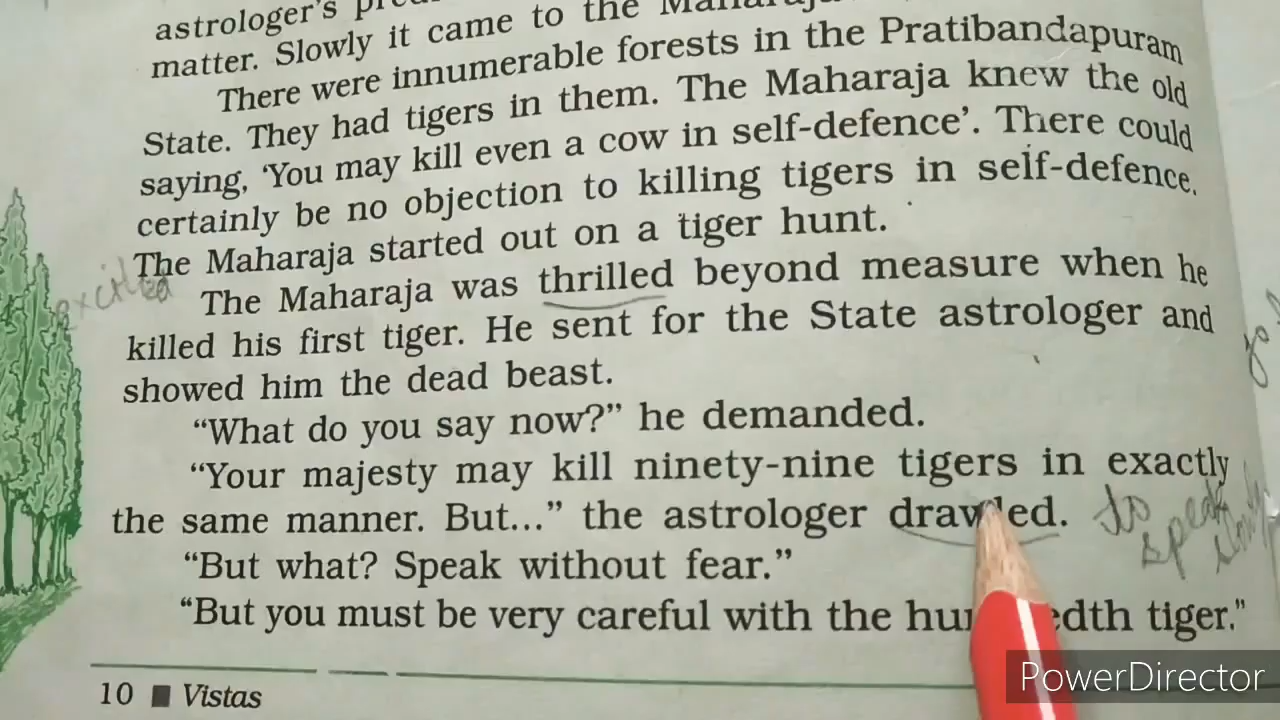 astrologer's
matter. Slowly it came to the
There were innumerable forests in the Pratibandapuram
State. They had tigers in them. The Maharaja knew the old
saying, 'You may kill even a cow in self-defence'. There could
certainly be no objection to killing tigers in self-defence.
The Maharaja started out on a tiger hunt.
excited
The Maharaja was thrilled beyond measure when he
killed his first tiger. He sent for the State astrologer and
showed him the dead beast.
"What do you say now?" he demanded.
"Your majesty may kill ninety-nine tigers in exactly
the same manner. But..." the astrologer drawled.
to speak slowly
"But what? Speak without fear."
"But you must be very careful with the hundredth tiger."
10 ■ Vistas
PowerDirector